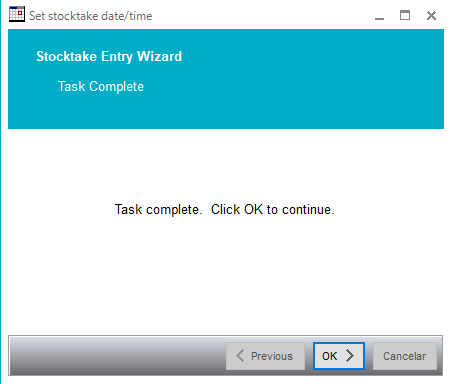 Set stocktake date/time
Stocktake Entry Wizard
Task Complete
Task complete.  Click OK to continue.
Previous
OK
Cancelar